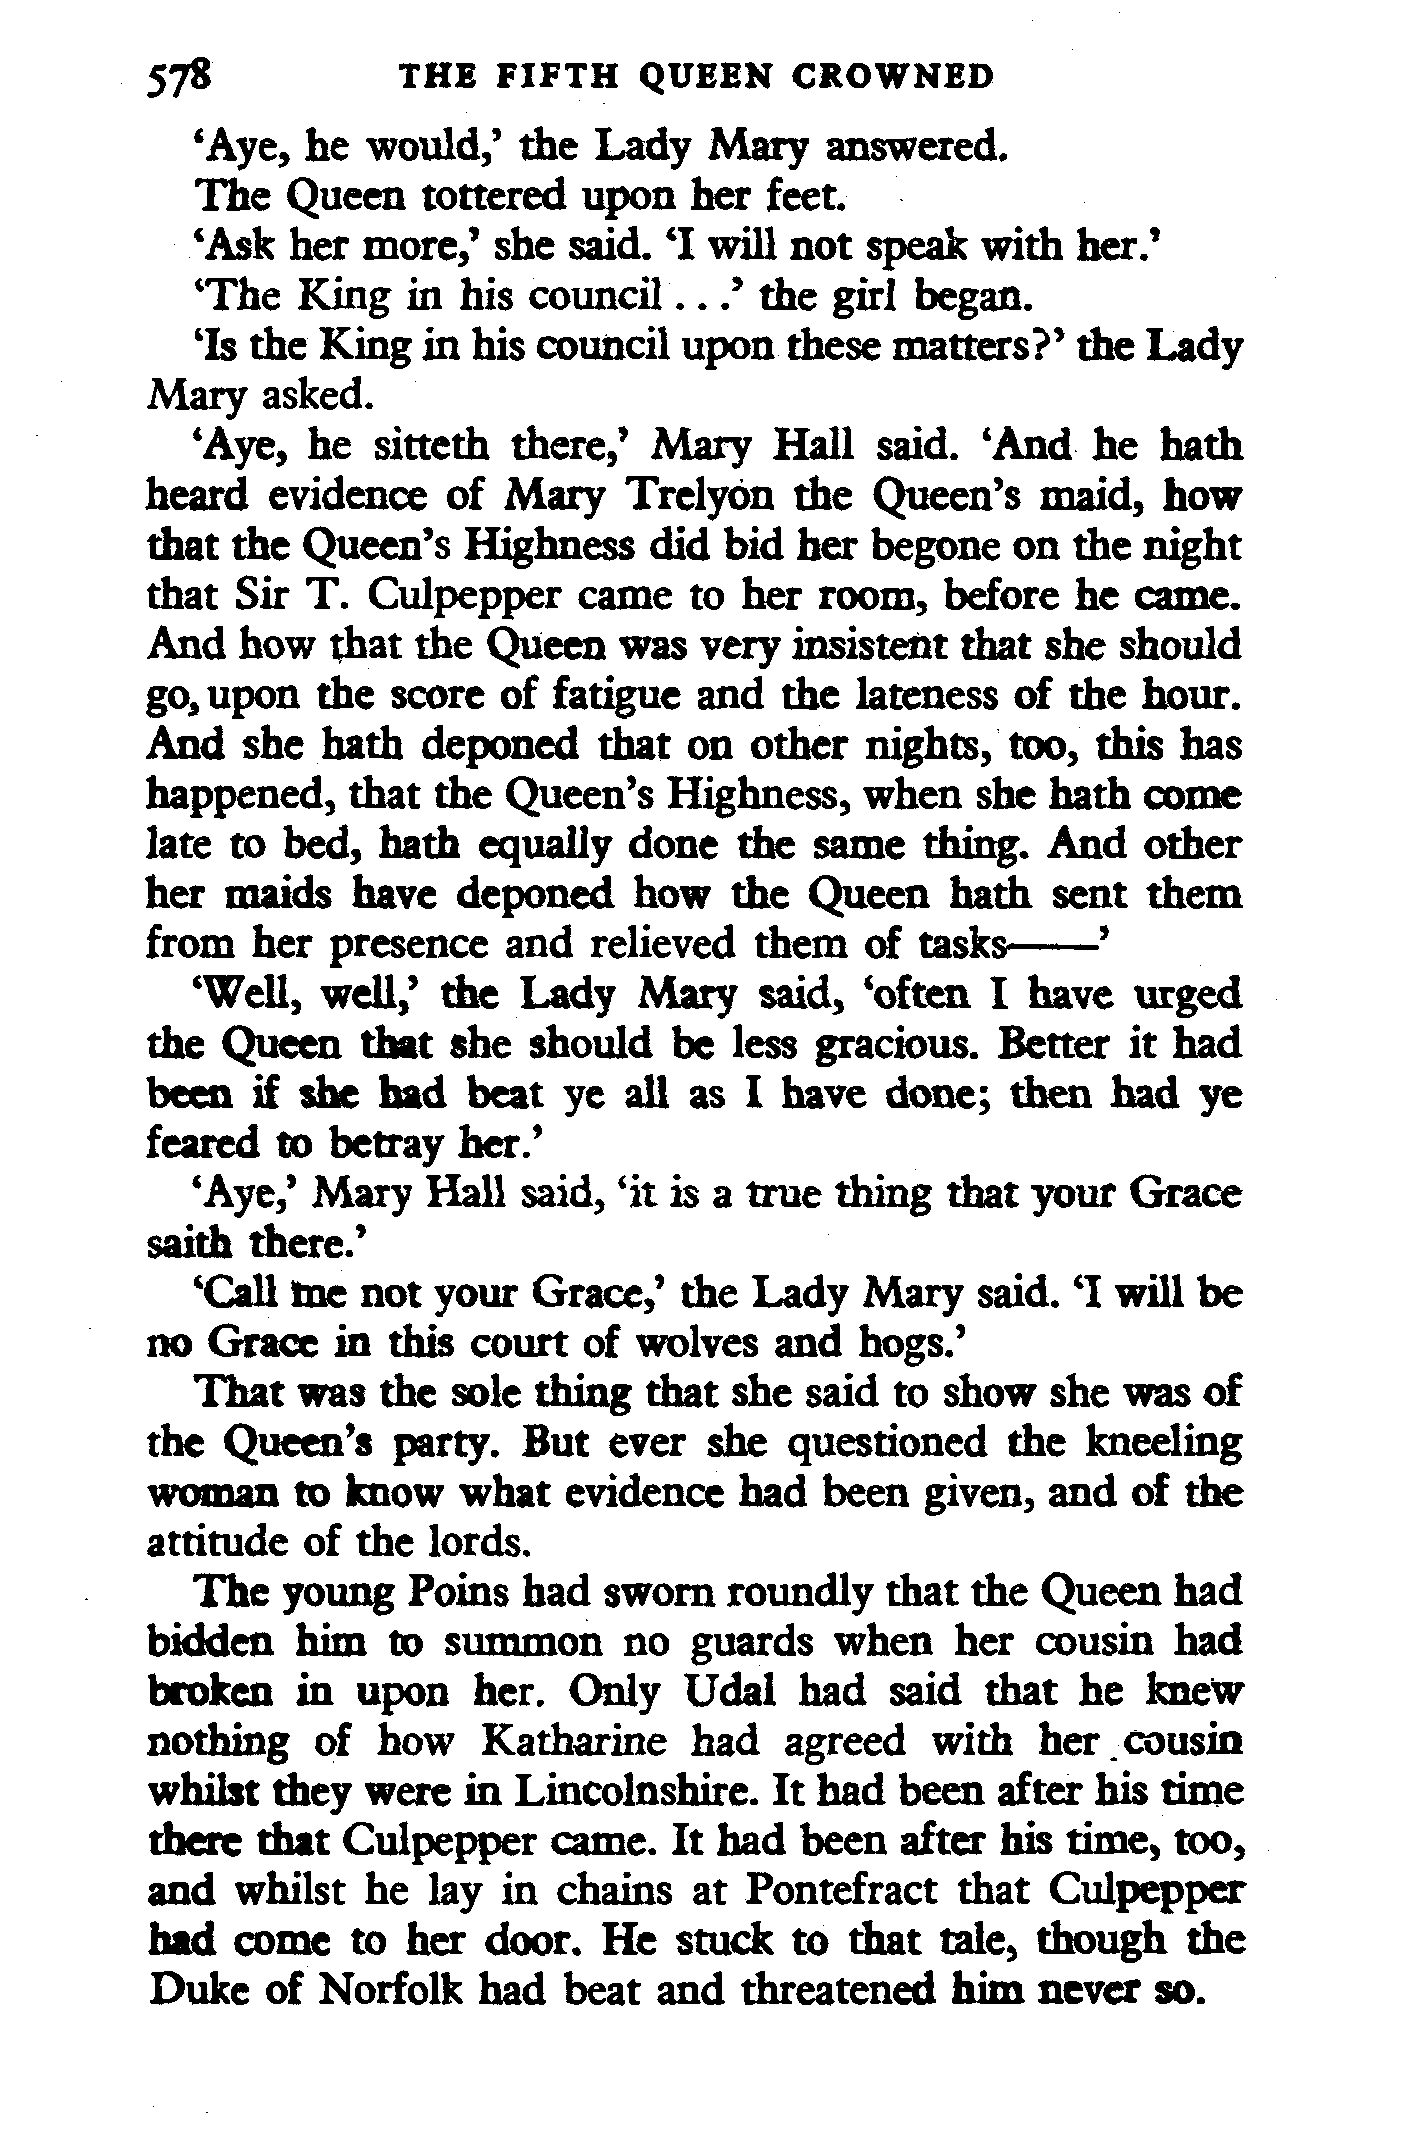 578 THE FIFTH QUEEN CROWNED
‘Aye, he would,’ the Lady Mary answered.
The Queen tottered upon her feet.
‘Ask her more,’ she said. ‘I will not speak with her.’
‘The King in his council . . .’ the girl began.
‘Is the King in his council upon these matters?’ the Lady
Mary asked.
‘Aye, he sitteth there,’ Mary Hall said. ‘And he hath
heard evidence of Mary Trelyon the Queen’s maid, how
that the Queen’s Highness did bid her begone on the night
that Sir T. Culpepper came to her room, before he came.
And how that the Queen was very insistent that she should
go, upon the score of fatigue and the lateness of the hour.
And she hath deponed that on other nights, too, this has
happened, that the Queen’s Highness, when she hath come
late to bed, hath equally done the same thing. And other
her maids have deponed how the Queen hath sent them
from her presence and relieved them of tasks——’
‘Well, well,’ the Lady Mary said, ‘often I have urged
the Queen that she should be less gracious. Better it had
been if she had beat ye all as I have done; then had ye
feared to betray her.’
‘Aye,’ Mary Hall said, ‘it is a true thing that your Grace
saith there.’
‘Call me not your Grace,’ the Lady Mary said. ‘I will be
no Grace in this court of wolves and hogs.’
That was the sole thing that she said to show she was of
the Queen’s party. But ever she questioned the kneeling
woman to know what evidence had been given, and of the
attitude of the lords.
The young Poins had sworn roundly that the Queen had
bidden him to summon no guards when her cousin had
broken in upon her. Only Udal had said that he knew
nothing of how Katharine had agreed with her cousin
whilst they were in Lincolnshire. It had been after his time
there that Culpepper came. It had been after his time, too,
and whilst he lay in chains at Pontefract that Culpepper
had come to her door. He stuck to that tale, though the
Duke of Norfolk had beat and threatened him never so.